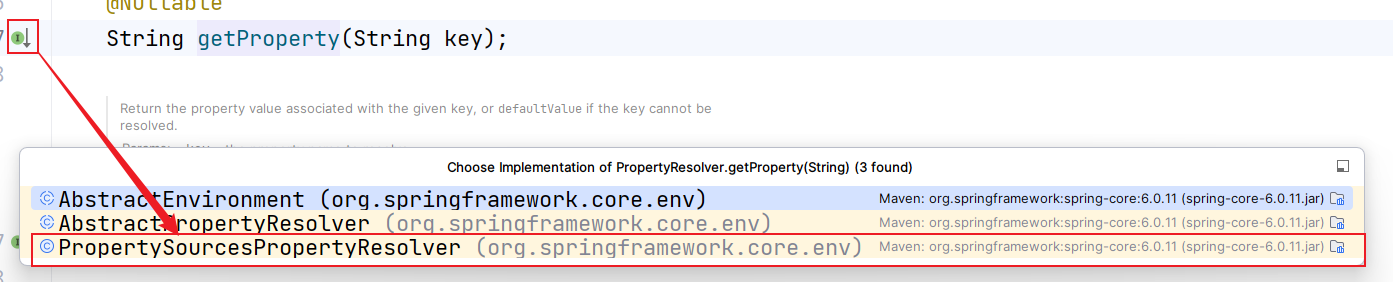 @Nullable
String getProperty(String key);
Return the property value associated with the given key, or defaultValue if the key cannot be
resolved.
Choose Implementation of PropertyResolver.getProperty(String) (3 found)
AbstractEnvironment (org.springframework.core.env) Maven: org.springframework:spring-core:6.0.11 (spring-core-6.0.11.jar)
AbstractPropertyResolver (org.springframework.core.env) Maven: org.springframework:spring-core:6.0.11 (spring-core-6.0.11.jar)
PropertySourcesPropertyResolver (org.springframework.core.env) Maven: org.springframework:spring-core:6.0.11 (spring-core-6.0.11.jar)